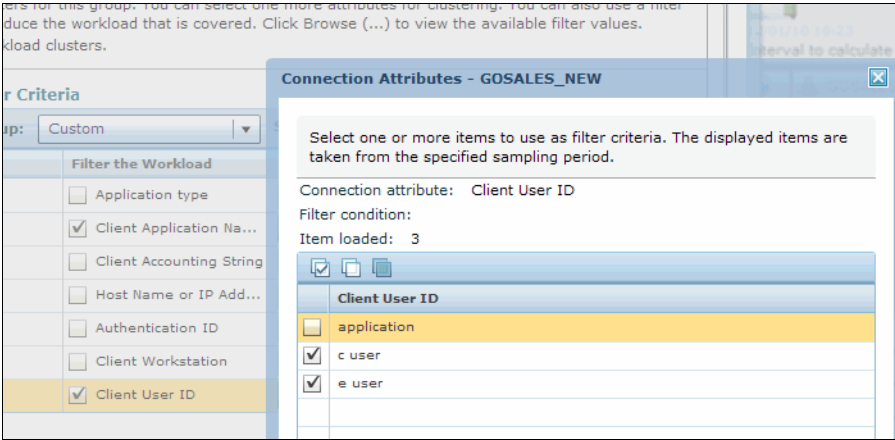 ers for this group. You can select one more attributes for clustering. You can also use a filter
duce the workload that is covered. Click Browse (...) to view the available filter values.
kload clusters.
interval to calculate
r Criteria
up: Custom
Filter the Workload
Application type
Client Application Na...
Client Accounting String
Host Name or IP Add...
Authentication ID
Client Workstation
Client User ID
Connection Attributes - GOSALES_NEW
Select one or more items to use as filter criteria. The displayed items are
taken from the specified sampling period.
Connection attribute: Client User ID
Filter condition:
Item loaded: 3
Client User ID
application
c user
e user